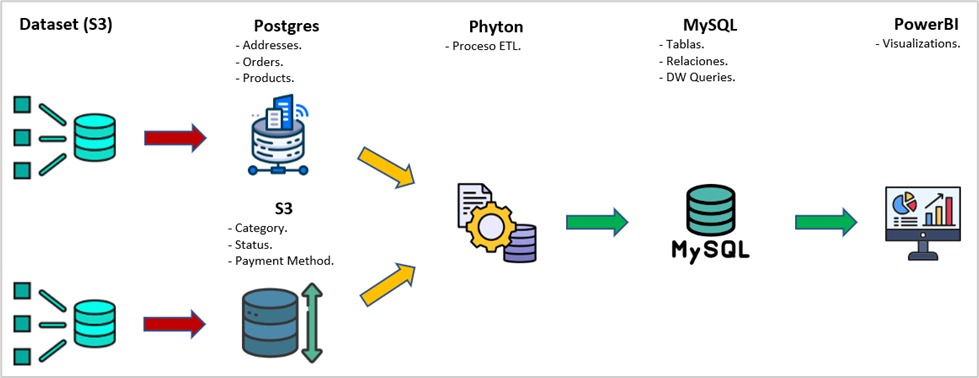 Dataset (S3)
Postgres
- Addresses.
- Orders.
- Products.
Phyton
- Proceso ETL.
MySQL
- Tablas.
- Relaciones.
- DW Queries.
PowerBI
- Visualizations.
S3
- Category.
- Status.
- Payment Method.
MySQL